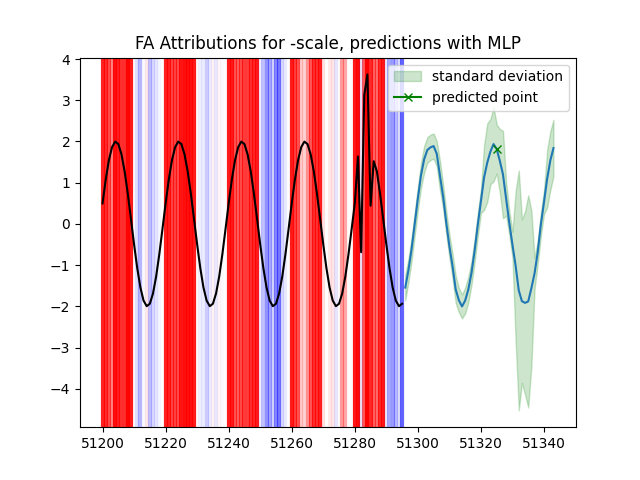 FA Attributions for -scale, predictions with MLP
standard deviation
predicted point
4
3
2
1
0
−1
−2
−3
−4
51200 51220 51240 51260 51280 51300 51320 51340